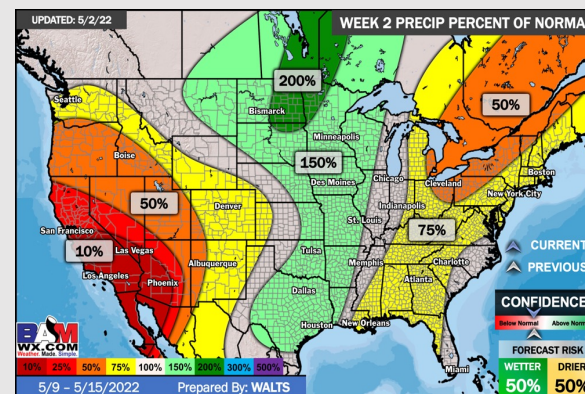 UPDATED: 5/2/22
WEEK 2 PRECIP PERCENT OF NORMA
200%
50%
Seattle
Bismarck
Minneapolis
150%
Boise
Des Moines
Chicago
Cleveland
Boston
New York City
50%
Denver
Indianapolis
San Francisco
St. Louis
75%
10%
Las Vegas
CURRENT
Los Angeles
Albuquerque
Tulsa
Memphis
Charlotte
PREVIOUS
Phoenix
Atlanta
Dallas
CONFIDENCE
Houston
New Orleans
Below Normal
Above Norm
BAM
WX.COM
Weather. Made. Simple.
FORECAST RISK
Miami
WETTER
DRIER
10% 25% 50% 75% 100% 150% 200% 300% 500%
50%
50%
5/9 - 5/15/2022
Prepared By: WALTS